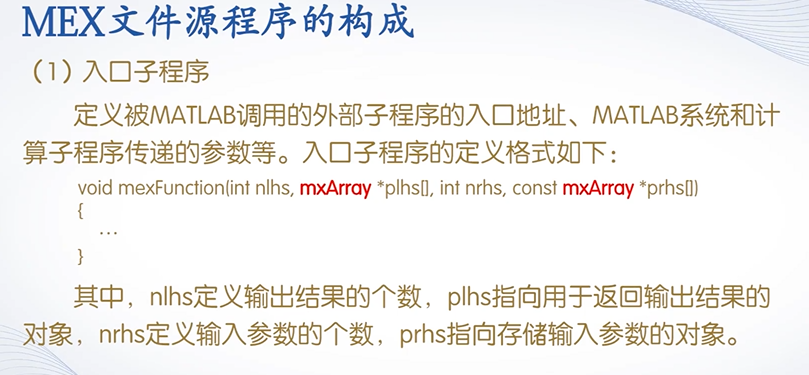 MEX文件源程序的构成
（1）入口子程序
定义被MATLAB调用的外部子程序的入口地址、MATLAB系统和计
算子程序传递的参数等。入口子程序的定义格式如下：
void mexFunction(int nlhs, mxArray *plhs[], int nrhs, const mxArray *prhs[])
{
…
}
其中，nlhs定义输出结果的个数，plhs指向用于返回输出结果的
对象，nrhs定义输入参数的个数，prhs指向存储输入参数的对象。